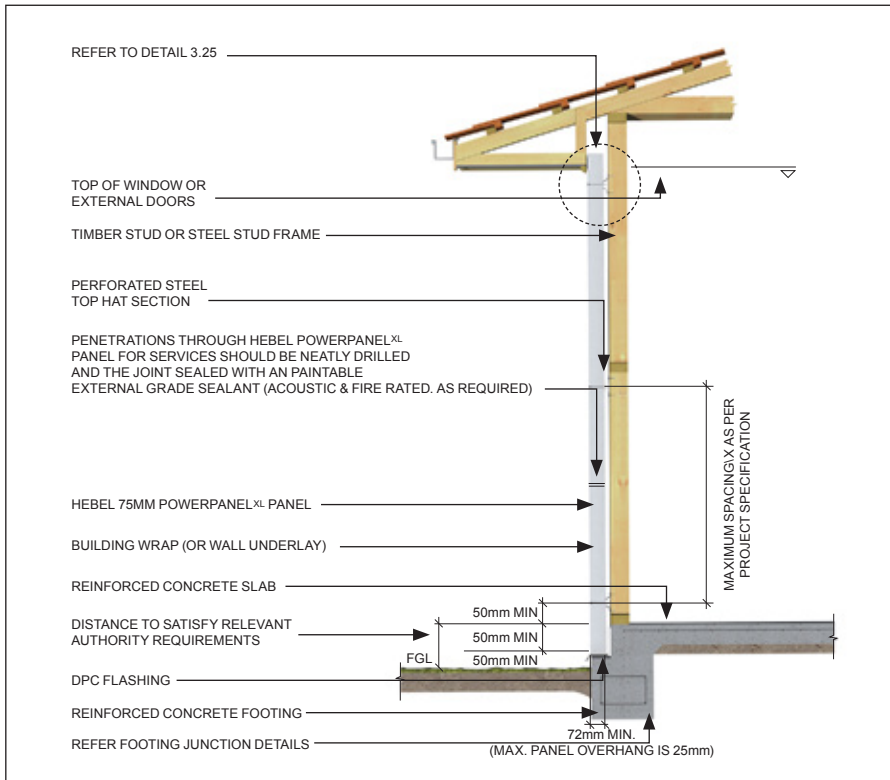 REFER TO DETAIL 3.25
TOP OF WINDOW OR
EXTERNAL DOORS
TIMBER STUD OR STEEL STUD FRAME
PERFORATED STEEL
TOP HAT SECTION
PENETRATIONS THROUGH HEBEL POWERPANELXL
PANEL FOR SERVICES SHOULD BE NEATLY DRILLED
AND THE JOINT SEALED WITH AN PAINTABLE
EXTERNAL GRADE SEALANT (ACOUSTIC & FIRE RATED. AS REQUIRED)
HEBEL 75MM POWERPANELXL PANEL
BUILDING WRAP (OR WALL UNDERLAY)
REINFORCED CONCRETE SLAB
DISTANCE TO SATISFY RELEVANT
AUTHORITY REQUIREMENTS
DPC FLASHING
REINFORCED CONCRETE FOOTING
REFER FOOTING JUNCTION DETAILS
FGL
50mm MIN
50mm MIN
50mm MIN
72mm MIN.
(MAX. PANEL OVERHANG IS 25mm)
MAXIMUM SPACING\X AS PER
PROJECT SPECIFICATION